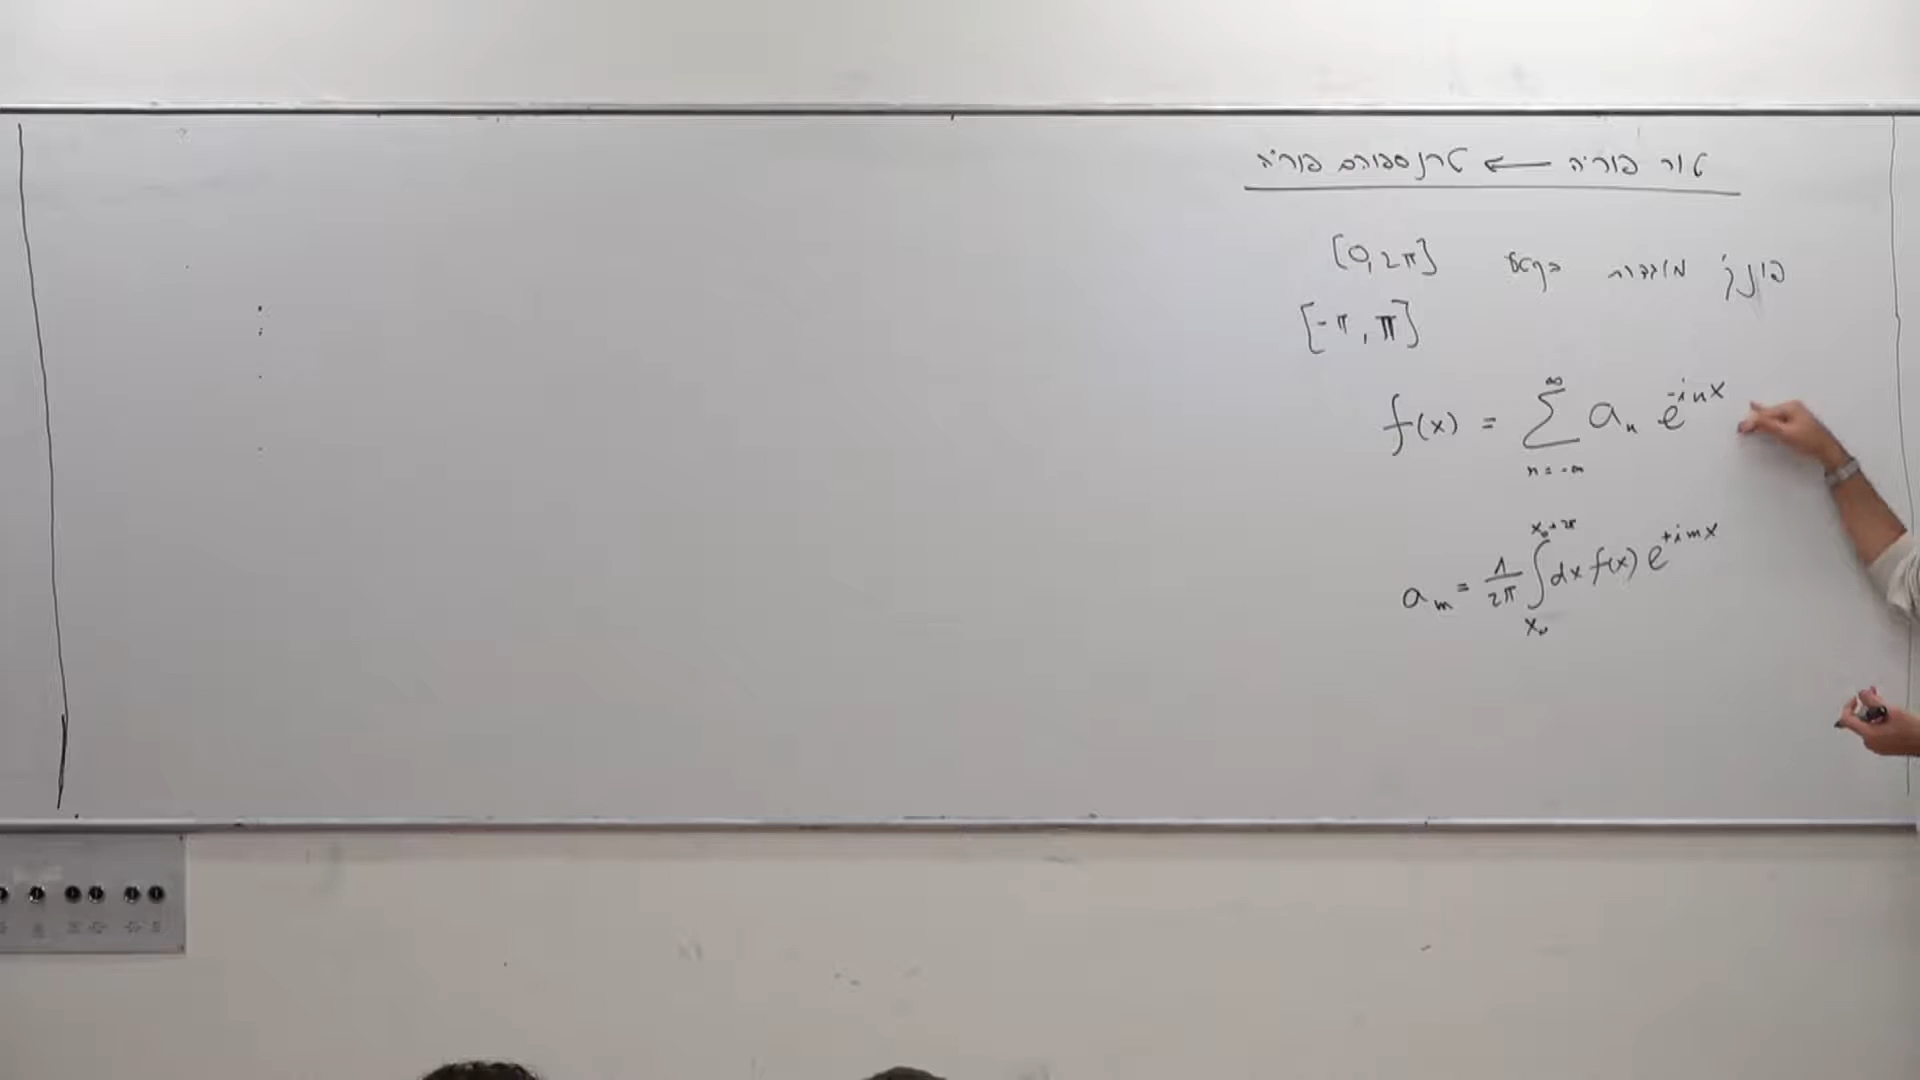 טור פוריה ← טרנספורם פוריה
פונק' מוגדרת בקטע [0, 2π]
[-π, π]
f(x) = ∑_{n=-∞}^{∞} a_n e^{-inx}
a_m = 1/2π ∫_{x_0}^{x_0+2π} dx f(x) e^{+imx}